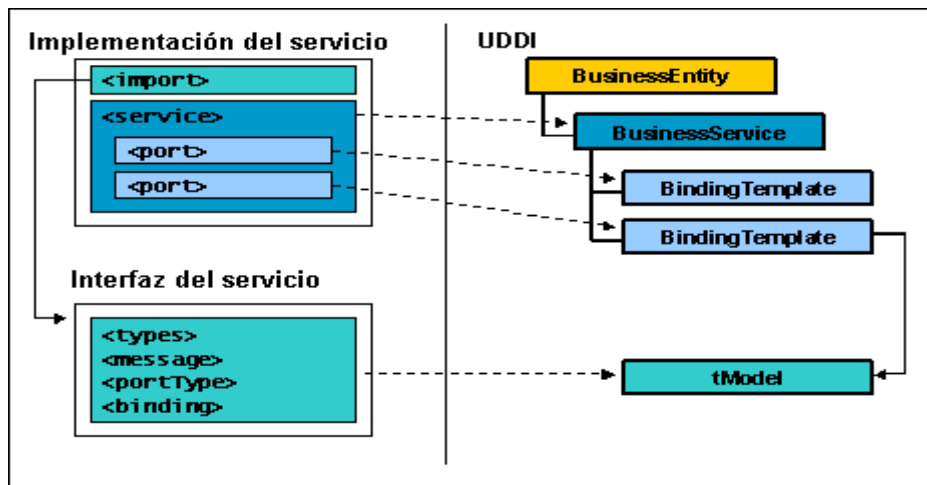 Implementación del servicio
<import>
<service>
<port>
<port>
Interfaz del servicio
<types>
<message>
<portType>
<binding>
UDDI
BusinessEntity
BusinessService
BindingTemplate
BindingTemplate
tModel